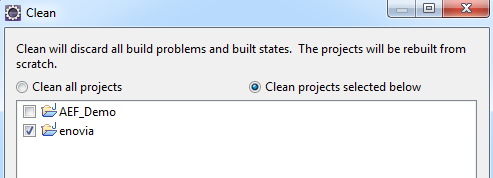 Clean
Clean will discard all build problems and built states. The projects will be rebuilt from
scratch.
Clean all projects Clean projects selected below
AEF_Demo
enovia